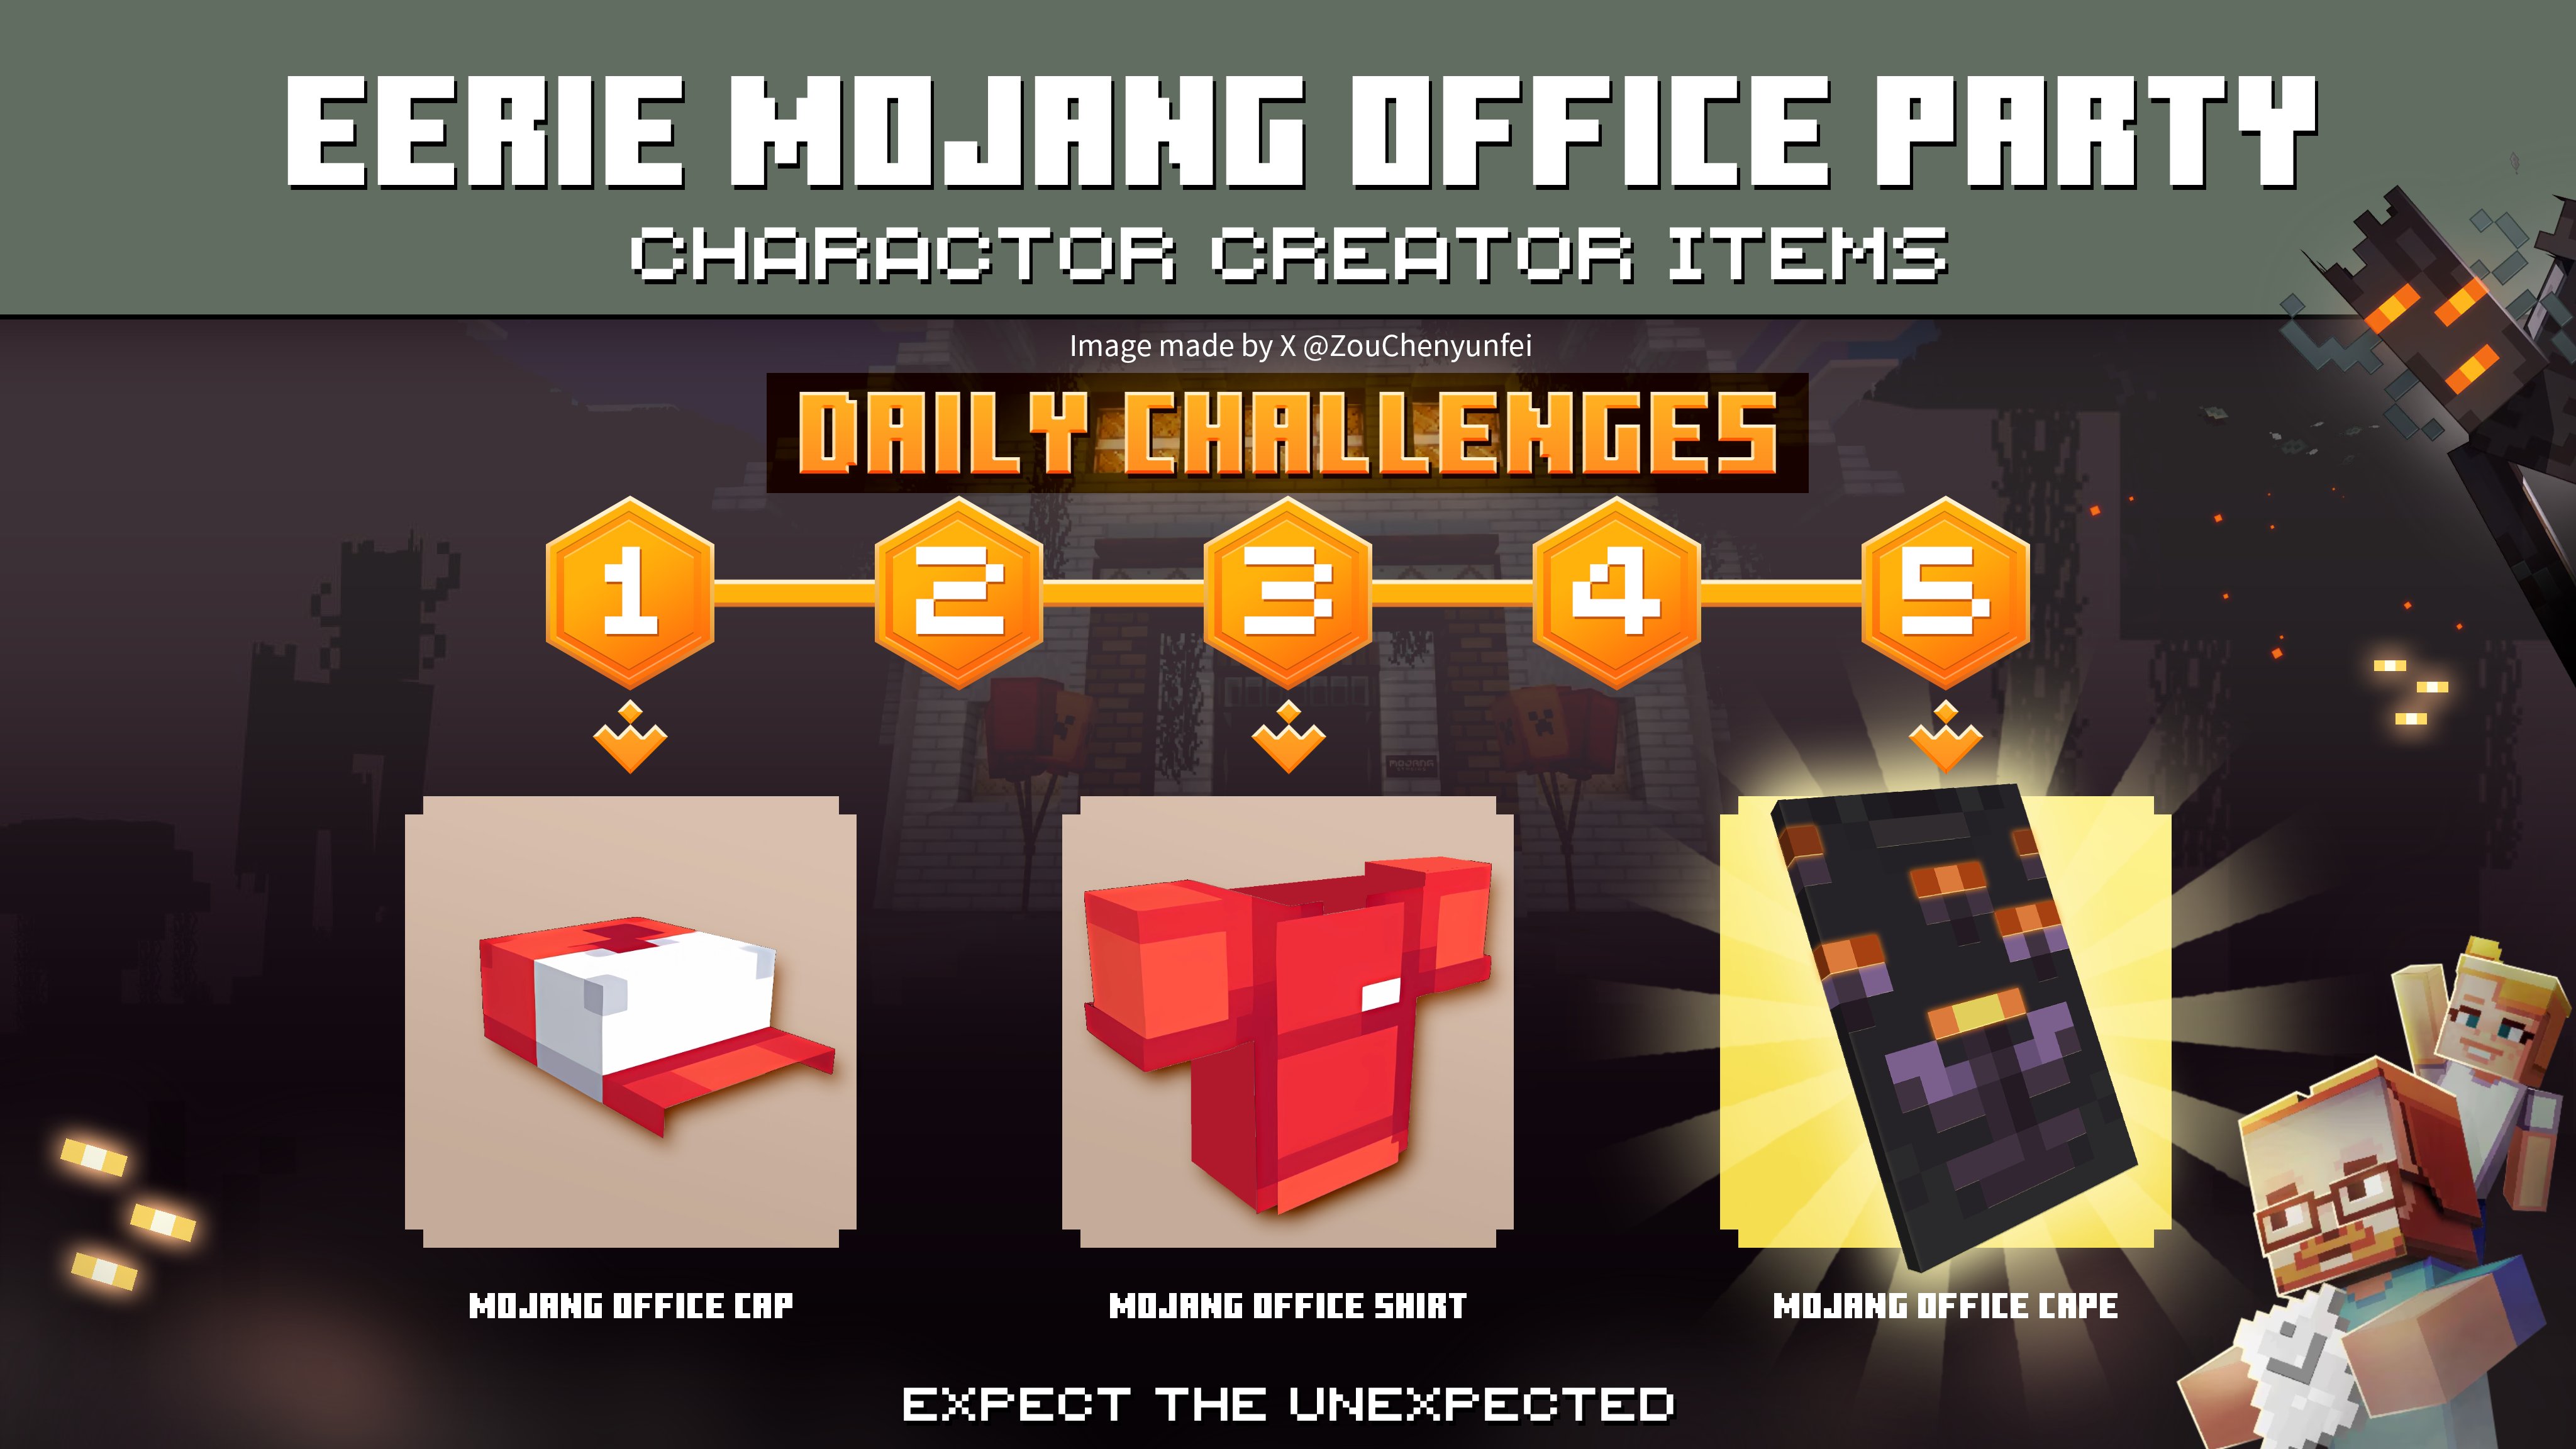 EERIE MOJANG OFFICE PARTY
CHARACTOR CREATOR ITEMS
Image made by X @ZouChenyunfei
DAILY CHALLENGES
1 2 3 4 5
MOJANG
MOJANG OFFICE CAP
MOJANG OFFICE SHIRT
MOJANG OFFICE CAPE
EXPECT THE UNEXPECTED